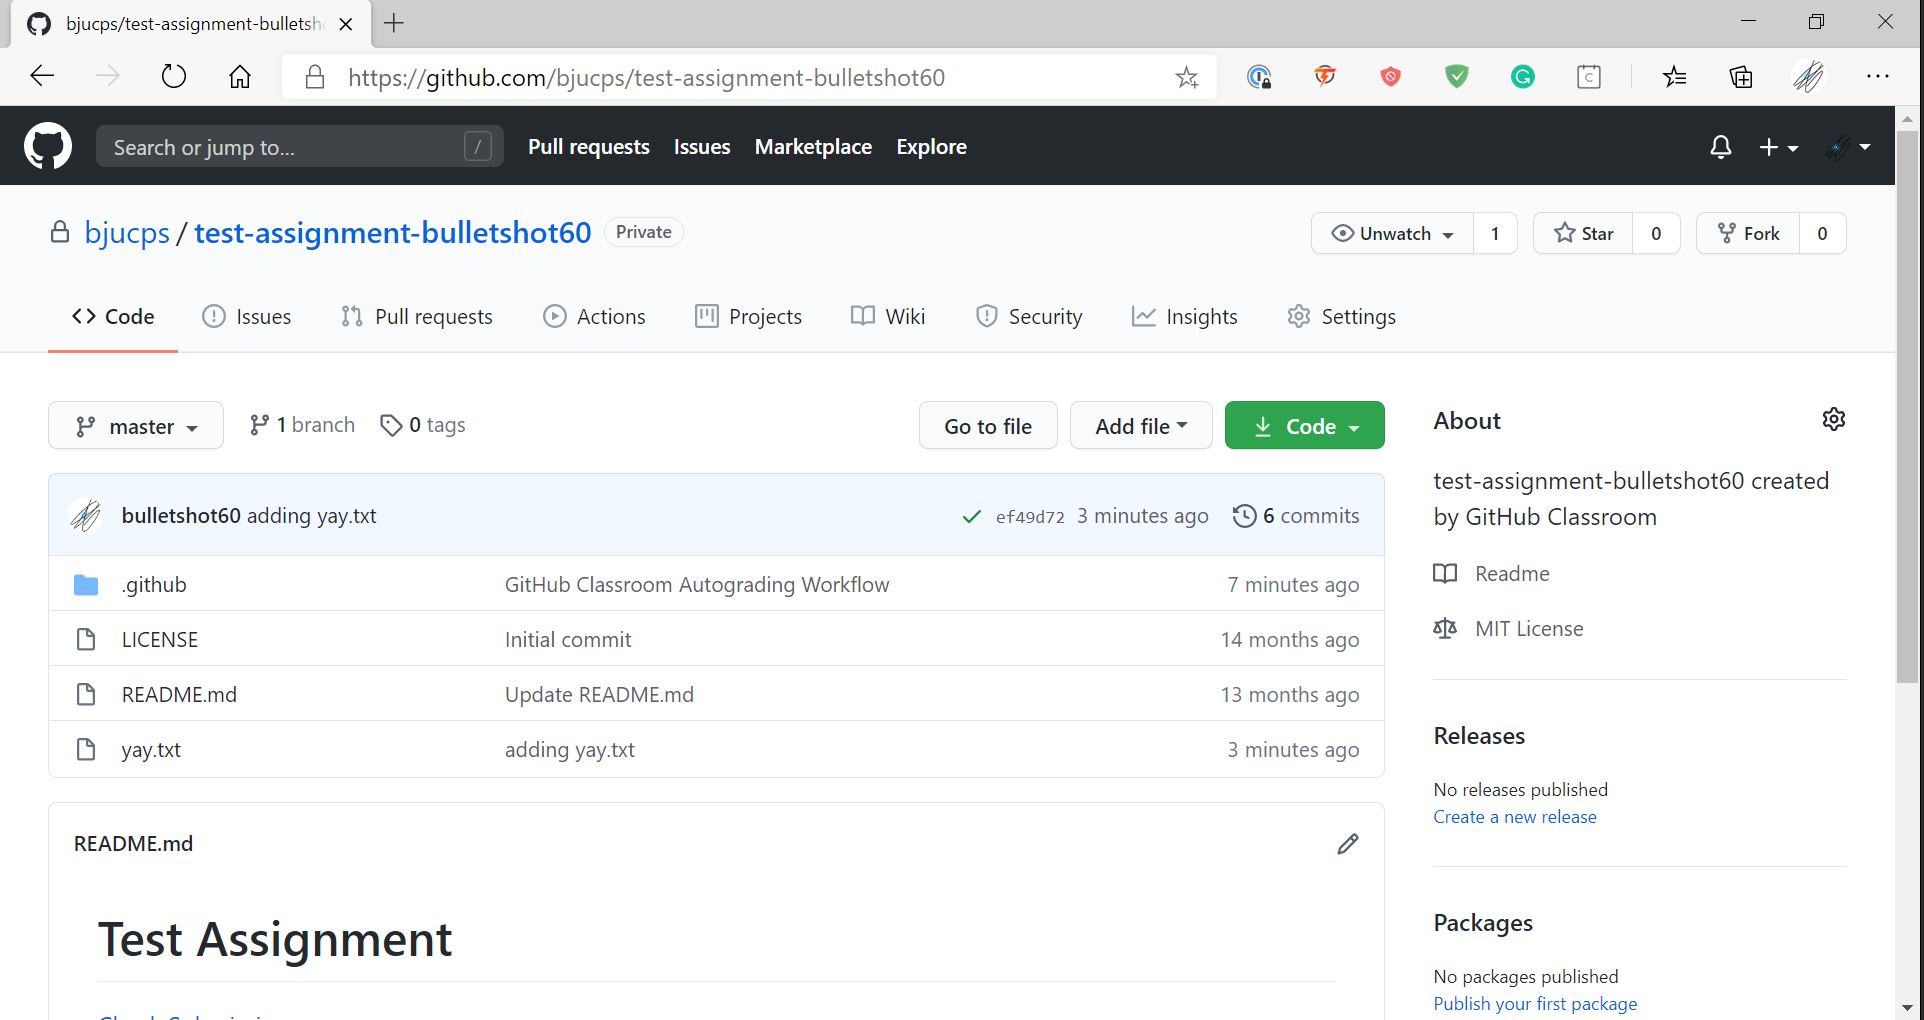 bjucps/test-assignment-bulletsh
https://github.com/bjucps/test-assignment-bulletshot60
Search or jump to... /
Pull requests Issues Marketplace Explore
bjucps / test-assignment-bulletshot60 Private
Unwatch 1 Star 0 Fork 0
Code Issues Pull requests Actions Projects Wiki Security Insights Settings
master 1 branch 0 tags Go to file Add file Code
bulletshot60 adding yay.txt ef49d72 3 minutes ago 6 commits
.github GitHub Classroom Autograding Workflow 7 minutes ago
LICENSE Initial commit 14 months ago
README.md Update README.md 13 months ago
yay.txt adding yay.txt 3 minutes ago
README.md
Test Assignment
About
test-assignment-bulletshot60 created
by GitHub Classroom
Readme
MIT License
Releases
No releases published
Create a new release
Packages
No packages published
Publish your first package